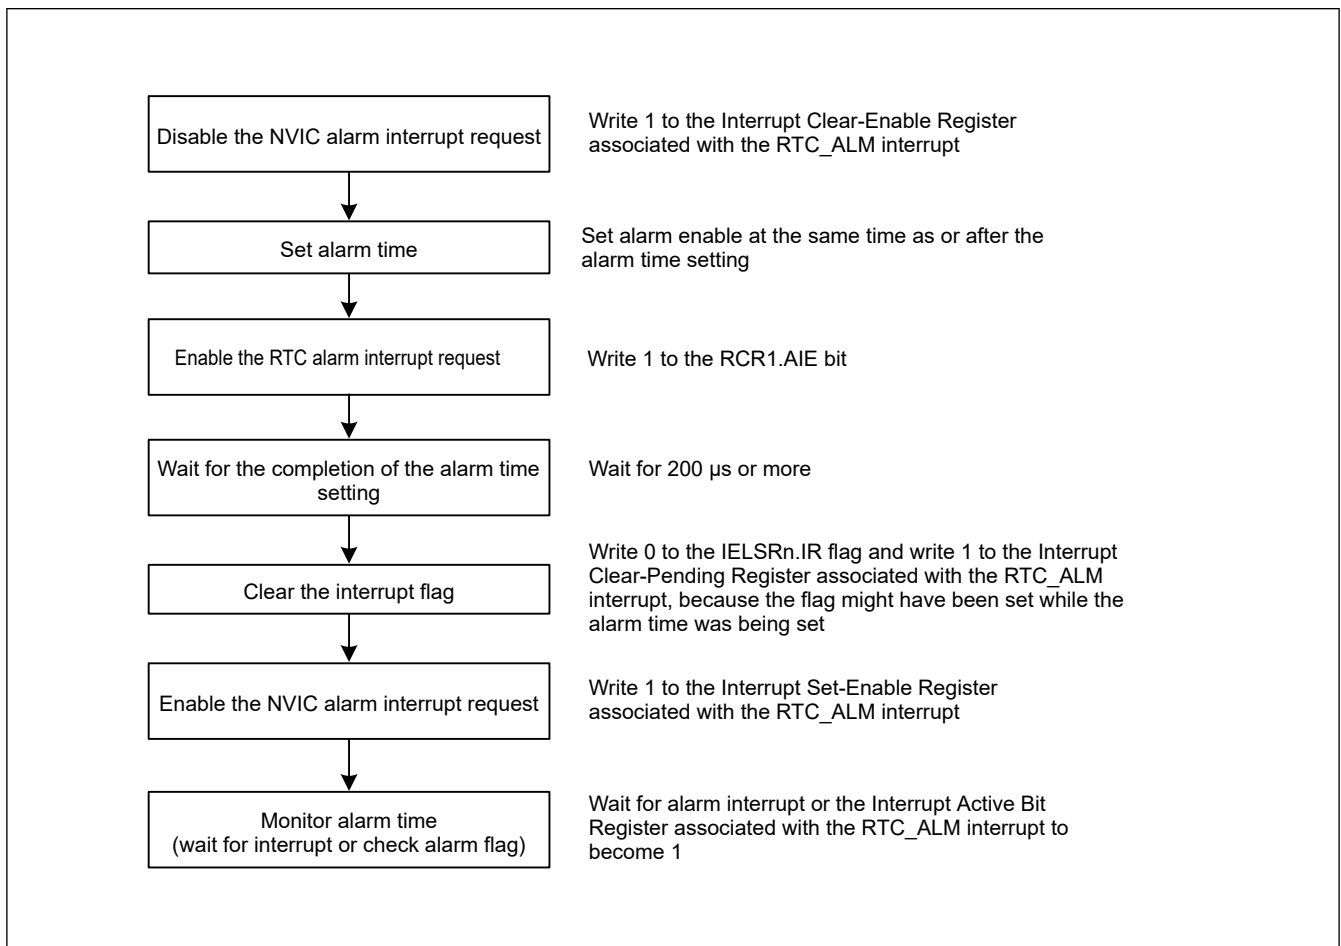 Disable the NVIC alarm interrupt request
Write 1 to the Interrupt Clear-Enable Register
associated with the RTC_ALM interrupt
Set alarm time
Set alarm enable at the same time as or after the
alarm time setting
Enable the RTC alarm interrupt request
Write 1 to the RCR1.AIE bit
Wait for the completion of the alarm time
setting
Wait for 200 µs or more
Clear the interrupt flag
Write 0 to the IELSRn.IR flag and write 1 to the Interrupt
Clear-Pending Register associated with the RTC_ALM
interrupt, because the flag might have been set while the
alarm time was being set
Enable the NVIC alarm interrupt request
Write 1 to the Interrupt Set-Enable Register
associated with the RTC_ALM interrupt
Monitor alarm time
(wait for interrupt or check alarm flag)
Wait for alarm interrupt or the Interrupt Active Bit
Register associated with the RTC_ALM interrupt to
become 1